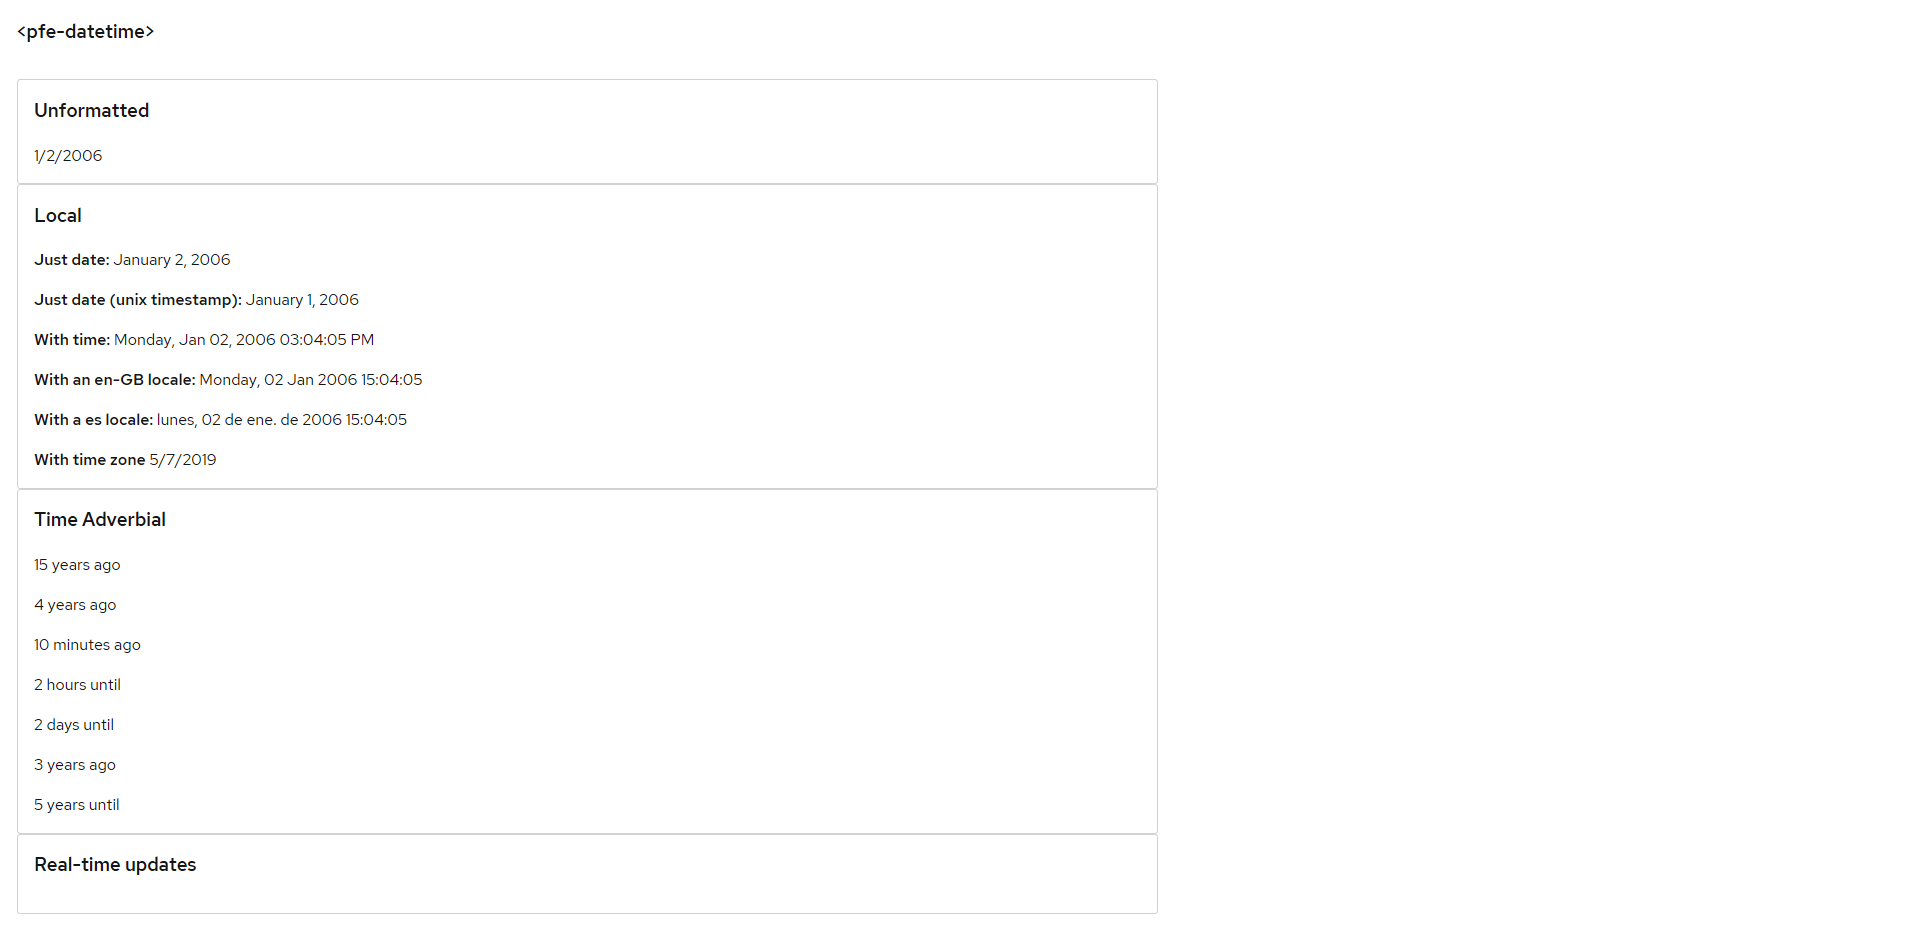 <pfe-datetime>
Unformatted
1/2/2006
Local
Just date: January 2, 2006
Just date (unix timestamp): January 1, 2006
With time: Monday, Jan 02, 2006 03:04:05 PM
With an en-GB locale: Monday, 02 Jan 2006 15:04:05
With a es locale: lunes, 02 de ene. de 2006 15:04:05
With time zone 5/7/2019
Time Adverbial
15 years ago
4 years ago
10 minutes ago
2 hours until
2 days until
3 years ago
5 years until
Real-time updates